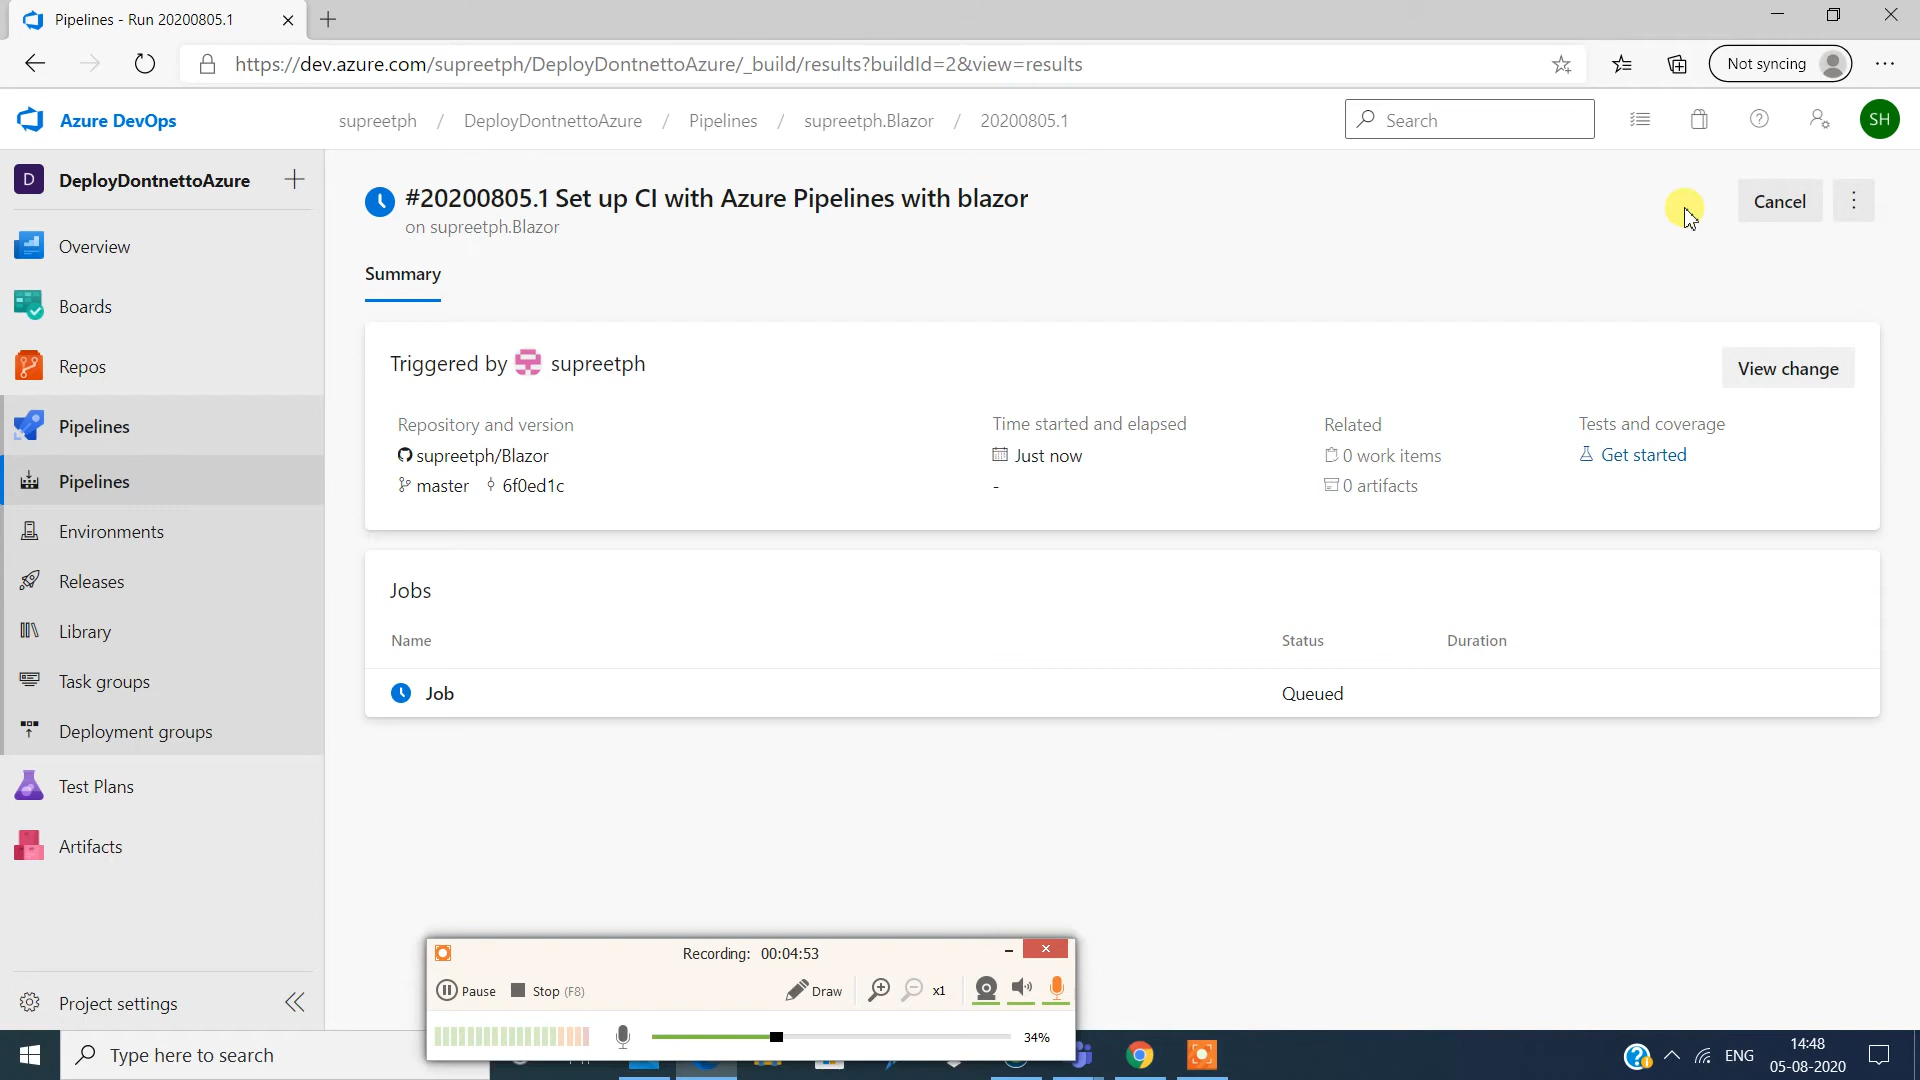 Pipelines - Run 20200805.1
https://dev.azure.com/supreetph/DeployDontnettoAzure/_build/results?buildId=2&view=results
Not syncing
Azure DevOps
supreetph / DeployDontnettoAzure / Pipelines / supreetph.Blazor / 20200805.1
Search
SH
D DeployDontnettoAzure
Overview
Boards
Repos
Pipelines
Pipelines
Environments
Releases
Library
Task groups
Deployment groups
Test Plans
Artifacts
Project settings
#20200805.1 Set up CI with Azure Pipelines with blazor
on supreetph.Blazor
Cancel
Summary
Triggered by supreetph
View change
Repository and version
supreetph/Blazor
master 6f0ed1c
Time started and elapsed
Just now
-
Related
0 work items
0 artifacts
Tests and coverage
Get started
Jobs
Name Status Duration
Job Queued
Recording: 00:04:53
Pause Stop (F8) Draw x1
34%
Type here to search
ENG
14:48
05-08-2020